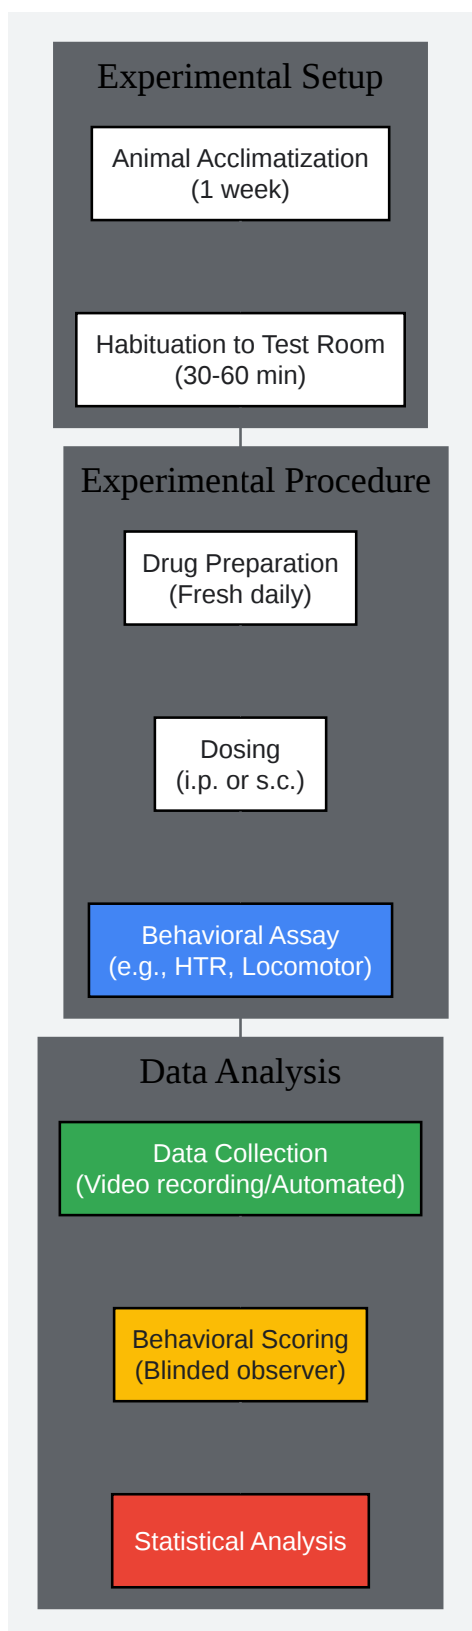 Experimental Setup
Animal Acclimatization
(1 week)
Habituation to Test Room
(30-60 min)
Experimental Procedure
Drug Preparation
(Fresh daily)
Dosing
(i.p. or s.c.)
Behavioral Assay
(e.g., HTR, Locomotor)
Data Analysis
Data Collection
(Video recording/Automated)
Behavioral Scoring
(Blinded observer)
Statistical Analysis